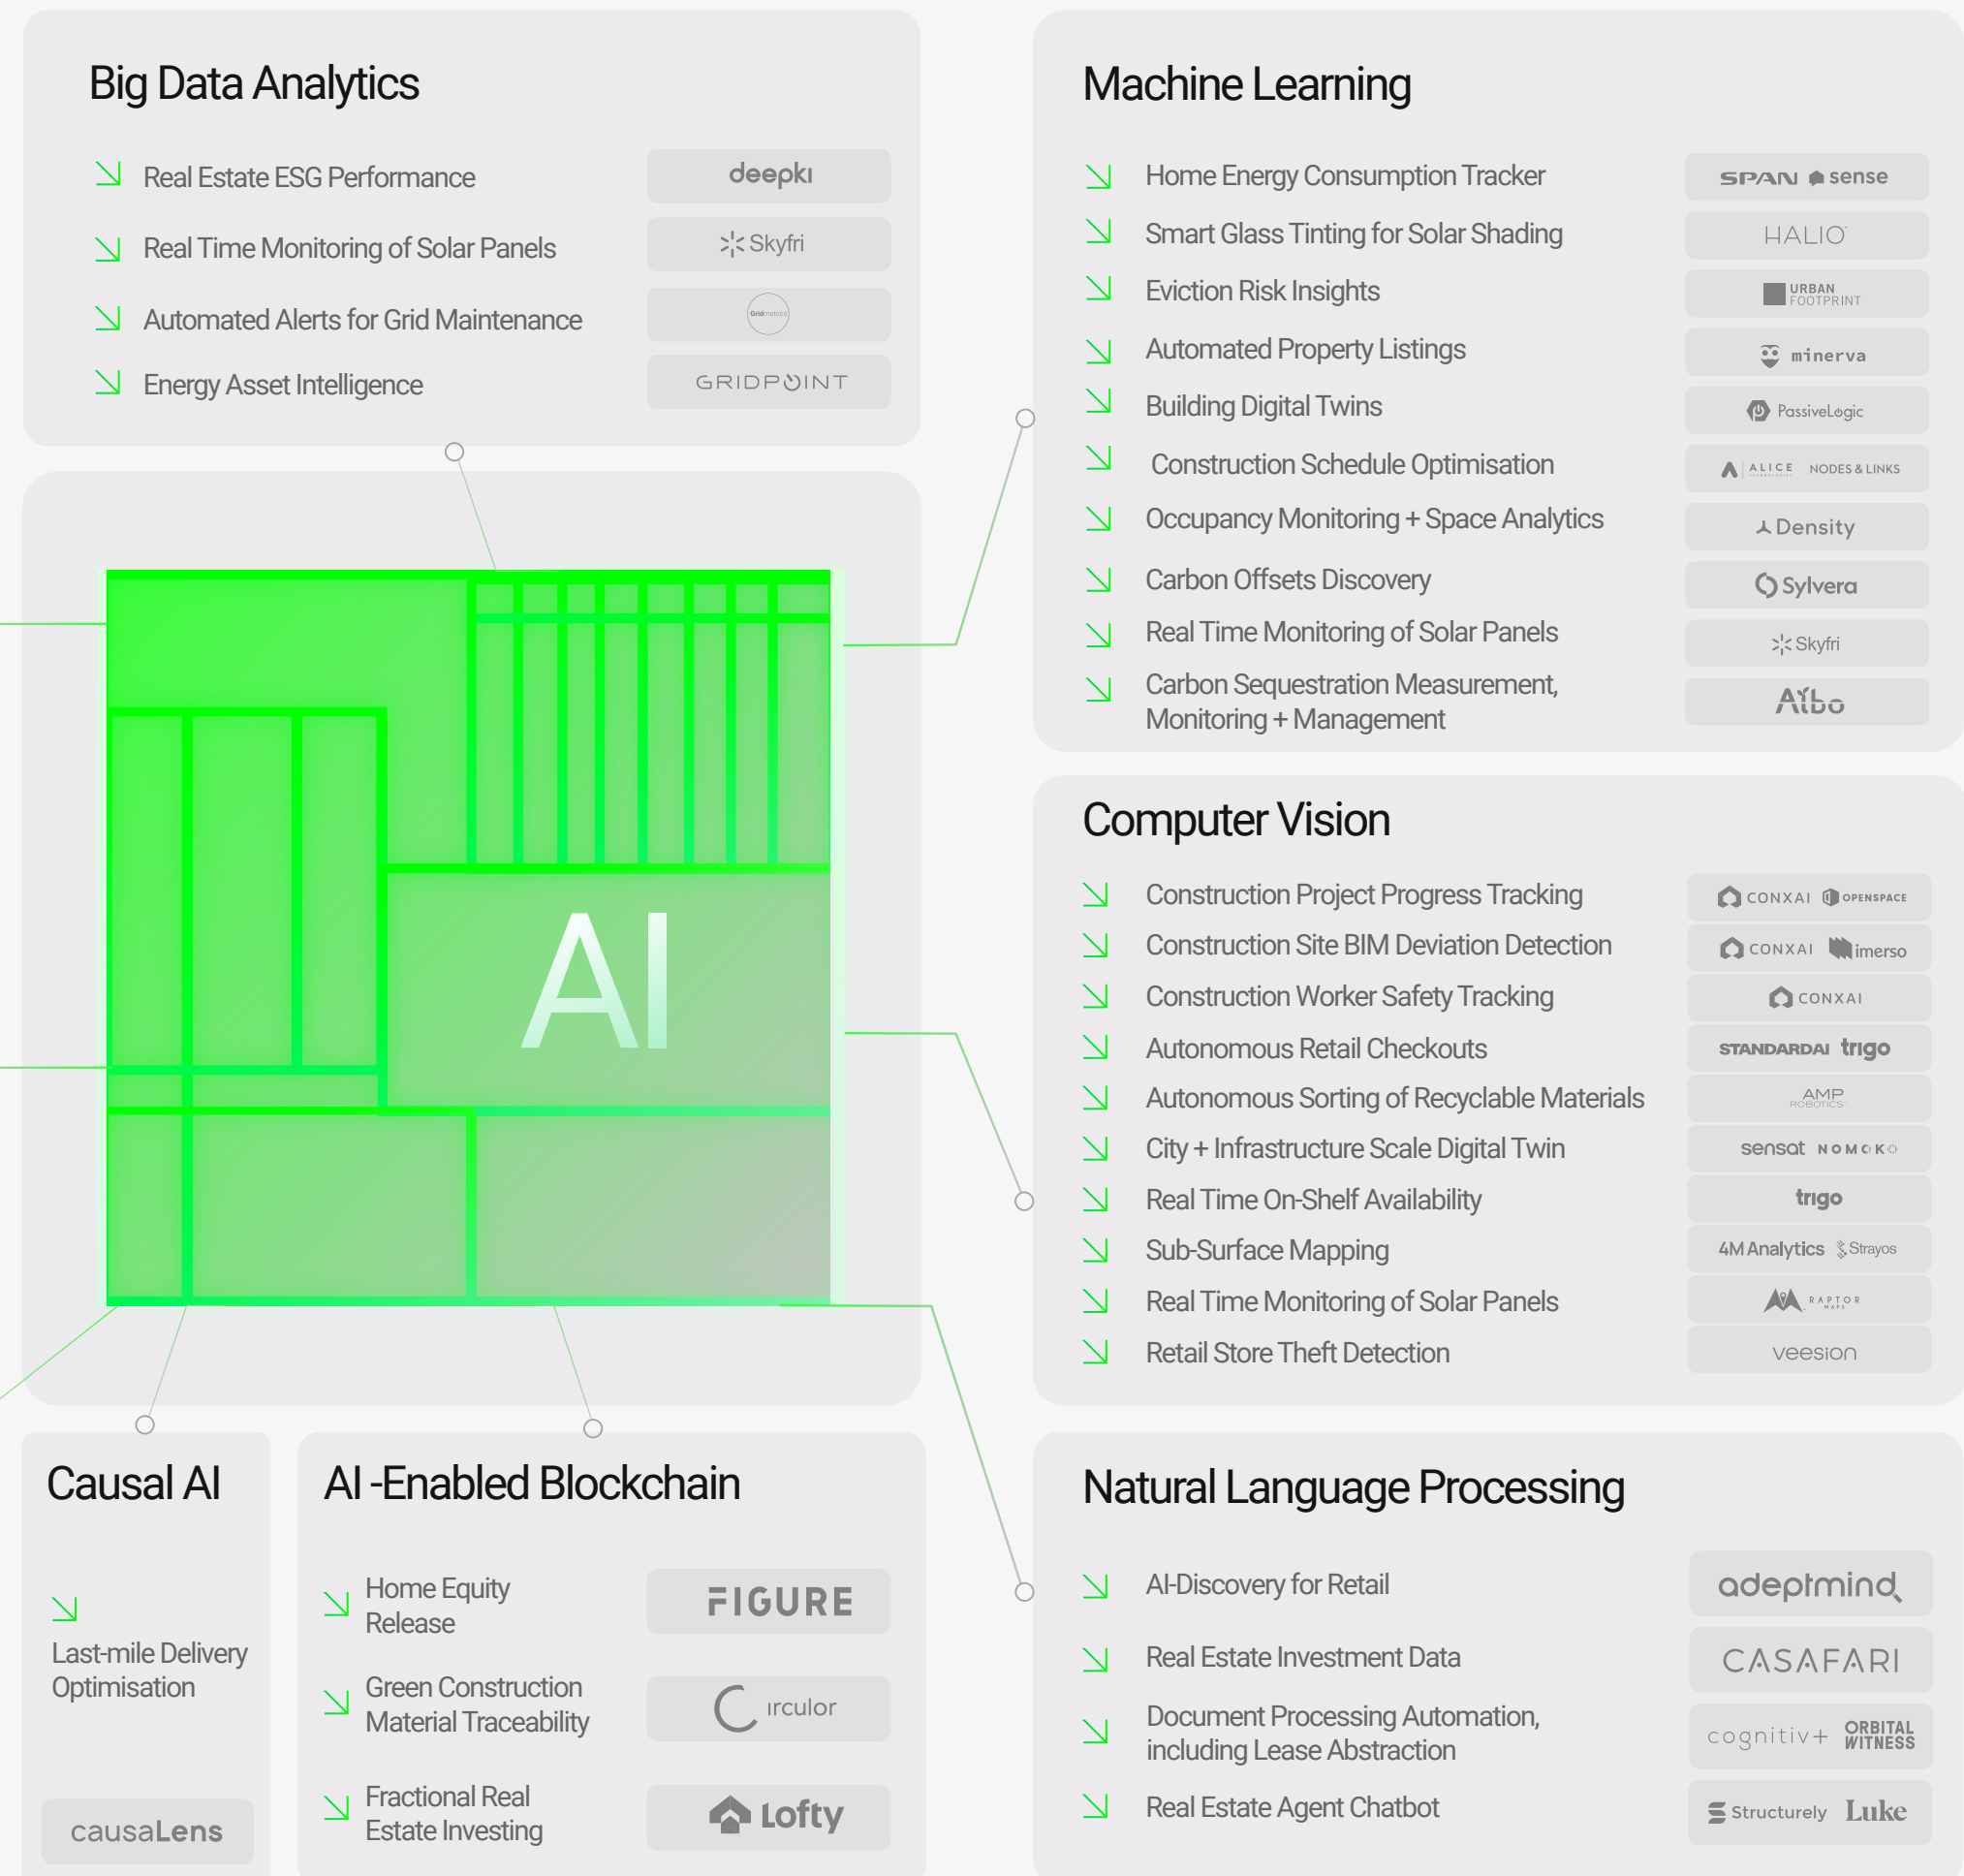 Big Data Analytics
Real Estate ESG Performance
deepki
Real Time Monitoring of Solar Panels
Skyfri
Automated Alerts for Grid Maintenance
Gridmetrics
Energy Asset Intelligence
GRIDPOINT
AI
Causal AI
Last-mile Delivery
Optimisation
causaLens
AI -Enabled Blockchain
Home Equity
Release
FIGURE
Green Construction
Material Traceability
Circulor
Fractional Real
Estate Investing
Lofty
Machine Learning
Home Energy Consumption Tracker
SPAN sense
Smart Glass Tinting for Solar Shading
HALIO
Eviction Risk Insights
URBAN
FOOTPRINT
Automated Property Listings
minerva
Building Digital Twins
PassiveLogic
Construction Schedule Optimisation
ALICE NODES & LINKS
Occupancy Monitoring + Space Analytics
Density
Carbon Offsets Discovery
Sylvera
Real Time Monitoring of Solar Panels
Skyfri
Carbon Sequestration Measurement,
Monitoring + Management
Albo
Computer Vision
Construction Project Progress Tracking
CONXAI OPENSPACE
Construction Site BIM Deviation Detection
CONXAI imerso
Construction Worker Safety Tracking
CONXAI
Autonomous Retail Checkouts
STANDARDAI trigo
Autonomous Sorting of Recyclable Materials
AMP
ROBOTICS
City + Infrastructure Scale Digital Twin
sensat NOMOKO
Real Time On-Shelf Availability
trigo
Sub-Surface Mapping
4M Analytics Strayos
Real Time Monitoring of Solar Panels
RAPTOR
MAPS
Retail Store Theft Detection
veesion
Natural Language Processing
AI-Discovery for Retail
adeptmind
Real Estate Investment Data
CASAFARI
Document Processing Automation,
including Lease Abstraction
cognitiv+ ORBITAL
WITNESS
Real Estate Agent Chatbot
Structurely Luke